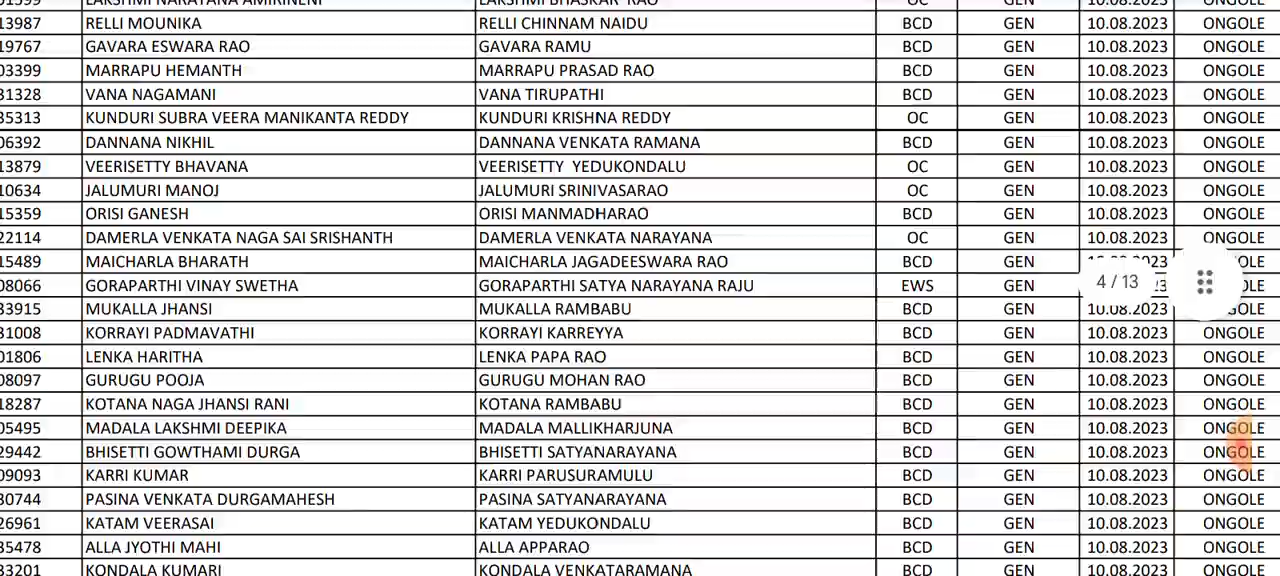 LAKSHMI NARAYANA AMIRINENI LAKSHMI BHASKAR RAO OC GEN 10.08.2023 ONGOLE
13987 RELLI MOUNIKA RELLI CHINNAM NAIDU BCD GEN 10.08.2023 ONGOLE
19767 GAVARA ESWARA RAO GAVARA RAMU BCD GEN 10.08.2023 ONGOLE
03399 MARRAPU HEMANTH MARRAPU PRASAD RAO BCD GEN 10.08.2023 ONGOLE
31328 VANA NAGAMANI VANA TIRUPATHI BCD GEN 10.08.2023 ONGOLE
35313 KUNDURI SUBRA VEERA MANIKANTA REDDY KUNDURI KRISHNA REDDY OC GEN 10.08.2023 ONGOLE
06392 DANNANA NIKHIL DANNANA VENKATA RAMANA BCD GEN 10.08.2023 ONGOLE
13879 VEERISETTY BHAVANA VEERISETTY YEDUKONDALU OC GEN 10.08.2023 ONGOLE
10634 JALUMURI MANOJ JALUMURI SRINIVASARAO OC GEN 10.08.2023 ONGOLE
15359 ORISI GANESH ORISI MANMADHARAO BCD GEN 10.08.2023 ONGOLE
22114 DAMERLA VENKATA NAGA SAI SRISHANTH DAMERLA VENKATA NARAYANA OC GEN 10.08.2023 ONGOLE
15489 MAICHARLA BHARATH MAICHARLA JAGADEESWARA RAO BCD GEN
08066 GORAPARTHI VINAY SWETHA GORAPARTHI SATYA NARAYANA RAJU EWS GEN 4 / 13
33915 MUKALLA JHANSI MUKALLA RAMBABU BCD GEN 10.08.2023
31008 KORRAYI PADMAVATHI KORRAYI KARREYYA BCD GEN 10.08.2023 ONGOLE
01806 LENKA HARITHA LENKA PAPA RAO BCD GEN 10.08.2023 ONGOLE
08097 GURUGU POOJA GURUGU MOHAN RAO BCD GEN 10.08.2023 ONGOLE
18287 KOTANA NAGA JHANSI RANI KOTANA RAMBABU BCD GEN 10.08.2023 ONGOLE
05495 MADALA LAKSHMI DEEPIKA MADALA MALLIKHARJUNA BCD GEN 10.08.2023 ONGOLE
29442 BHISETTI GOWTHAMI DURGA BHISETTI SATYANARAYANA BCD GEN 10.08.2023 ONGOLE
09093 KARRI KUMAR KARRI PARUSURAMULU BCD GEN 10.08.2023 ONGOLE
30744 PASINA VENKATA DURGAMAHESH PASINA SATYANARAYANA BCD GEN 10.08.2023 ONGOLE
26961 KATAM VEERASAI KATAM YEDUKONDALU BCD GEN 10.08.2023 ONGOLE
35478 ALLA JYOTHI MAHI ALLA APPARAO BCD GEN 10.08.2023 ONGOLE
33201 KONDALA KUMARI KONDALA VENKATARAMANA BCD GEN 10.08.2023 ONGOLE